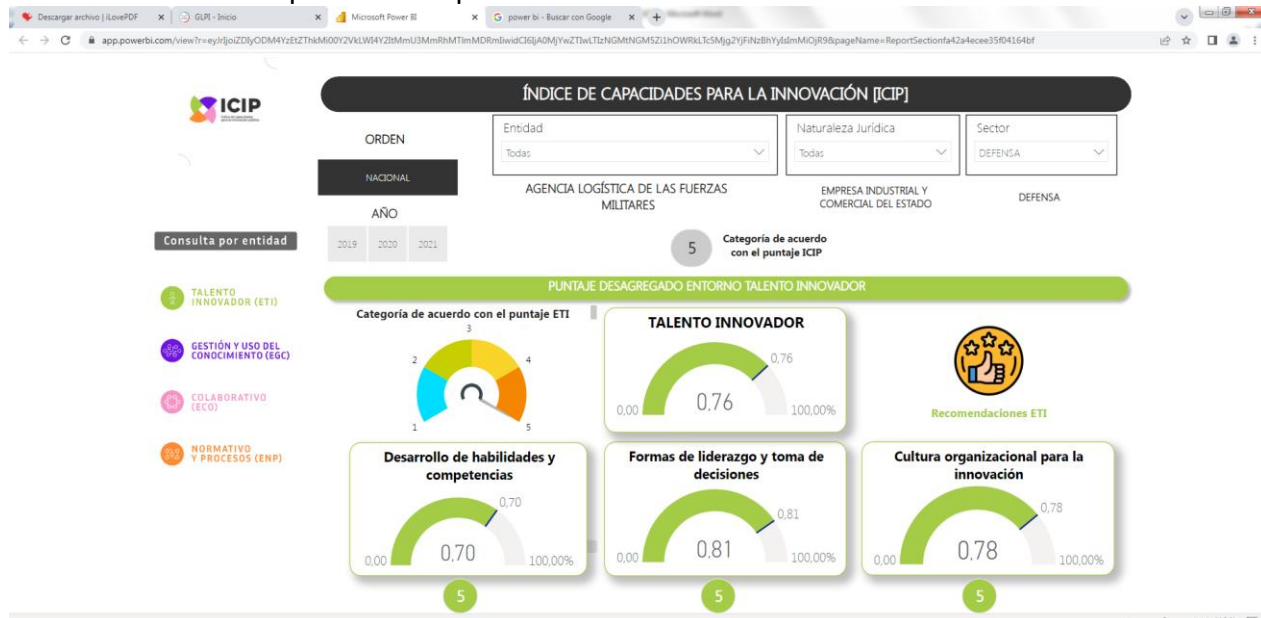 Descargar archivo | iLovePDF
GLPI - Inicio
Microsoft Power BI
power bi - Buscar con Google
ICIP
ÍNDICE DE CAPACIDADES PARA LA INNOVACIÓN [ICIP]
ORDEN
NACIONAL
AÑO
2019 2020 2021
Entidad
Todas
Naturaleza Jurídica
Todas
Sector
DEFENSA
AGENCIA LOGÍSTICA DE LAS FUERZAS
MILITARES
EMPRESA INDUSTRIAL Y
COMERCIAL DEL ESTADO
DEFENSA
5
Categoría de acuerdo
con el puntaje ICIP
Consulta por entidad
TALENTO
INNOVADOR (ETI)
GESTIÓN Y USO DEL
CONOCIMIENTO (EGC)
COLABORATIVO
(ECO)
NORMATIVO
Y PROCESOS (ENP)
PUNTAJE DESAGREGADO ENTORNO TALENTO INNOVADOR
Categoría de acuerdo con el puntaje ETI
1
2
3
4
5
TALENTO INNOVADOR
0,76
0,00
0,76
100,00%
Recomendaciones ETI
Desarrollo de habilidades y
competencias
0,70
0,00
0,70
100,00%
5
Formas de liderazgo y toma de
decisiones
0,81
0,00
0,81
100,00%
5
Cultura organizacional para la
innovación
0,78
0,00
0,78
100,00%
5